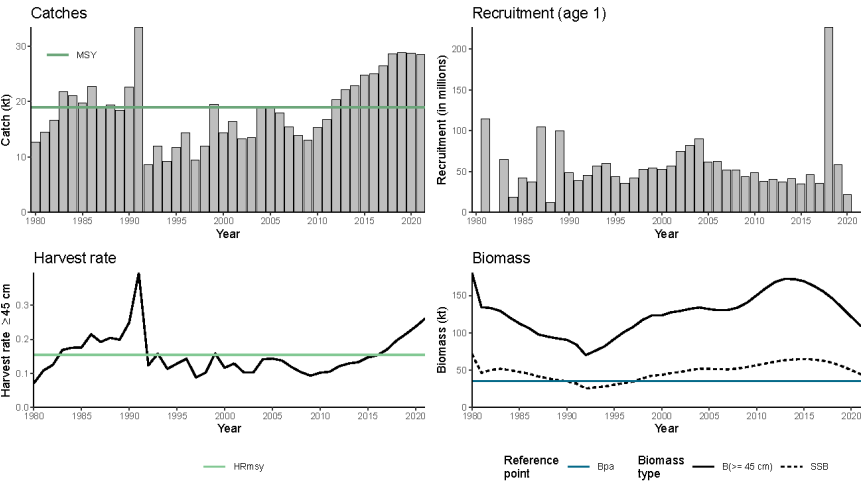 Catches
Catch (kt)
30
20
10
0
MSY
1980 1985 1990 1995 2000 2005 2010 2015 2020
Year
Recruitment (age 1)
Recruitment (in millions)
200
150
100
50
0
1980 1985 1990 1995 2000 2005 2010 2015 2020
Year
Harvest rate
Harvest rate ≥ 45 cm
0.3
0.2
0.1
0.0
1980 1985 1990 1995 2000 2005 2010 2015 2020
Year
HRmsy
Biomass
Biomass (kt)
150
100
50
0
1980 1985 1990 1995 2000 2005 2010 2015 2020
Year
Reference point
Bpa
Biomass type
B(>= 45 cm)
SSB